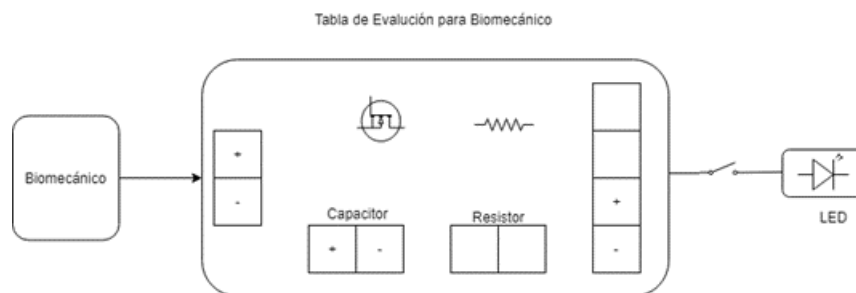 Tabla de Evalución para Biomecánico
Biomecánico
+
-
Capacitor
+ -
Resistor
+
-
LED